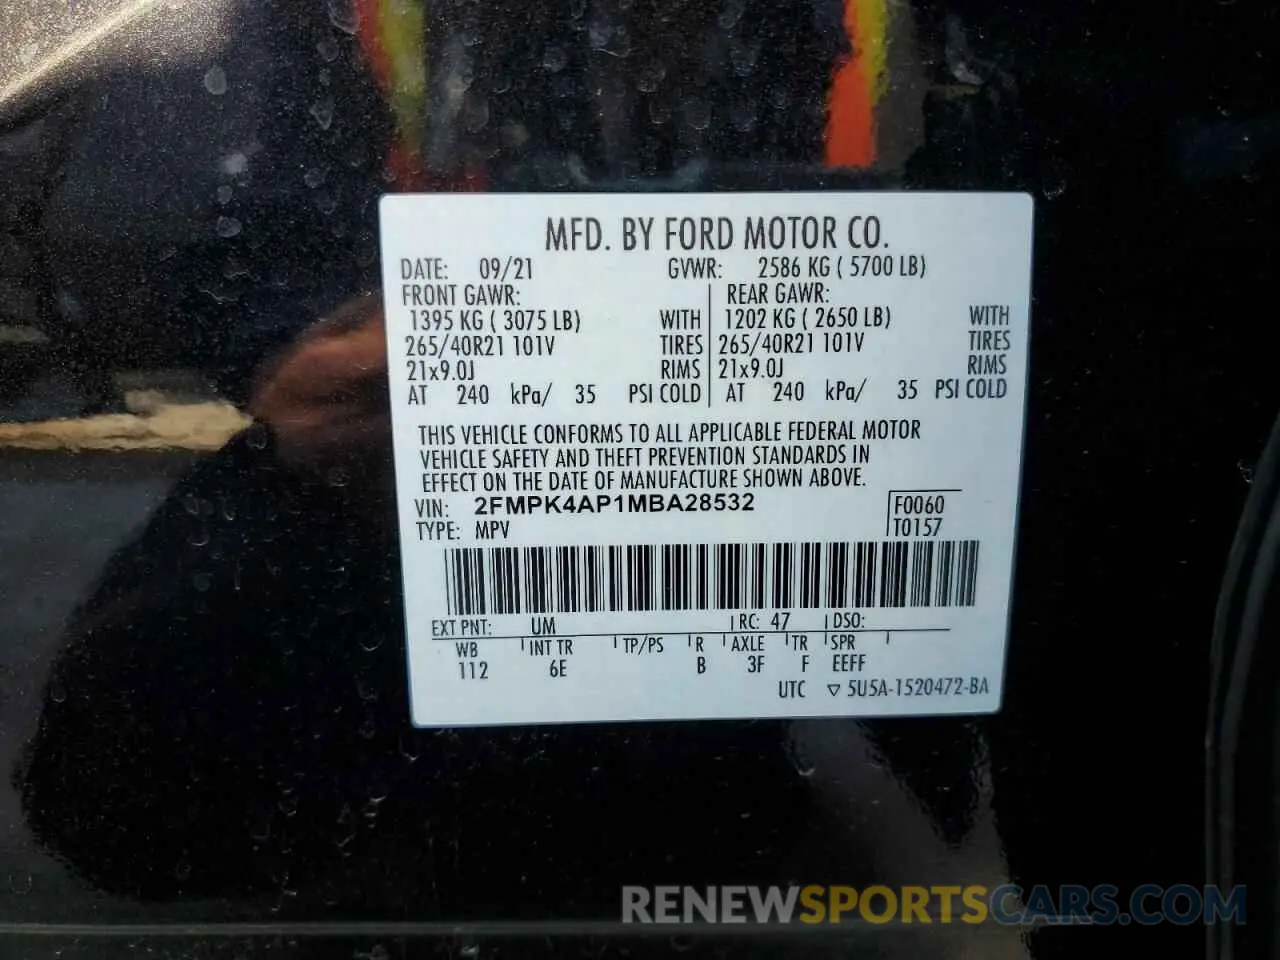 MFD. BY FORD MOTOR CO.
DATE: 09/21 GVWR: 2586 KG ( 5700 LB)
FRONT GAWR: REAR GAWR:
1395 KG ( 3075 LB) WITH 1202 KG ( 2650 LB) WITH
265/40R21 101V TIRES 265/40R21 101V TIRES
21x9.0J RIMS 21x9.0J RIMS
AT 240 kPa/ 35 PSI COLD AT 240 kPa/ 35 PSI COLD
THIS VEHICLE CONFORMS TO ALL APPLICABLE FEDERAL MOTOR
VEHICLE SAFETY AND THEFT PREVENTION STANDARDS IN
EFFECT ON THE DATE OF MANUFACTURE SHOWN ABOVE.
VIN: 2FMPK4AP1MBA28532 F0060
TYPE: MPV T0157
EXT PNT: UM RC: 47 DSO:
WB INT TR TP/PS R AXLE TR SPR
112 6E B 3F F EEFF
UTC ▽ 5U5A-1520472-BA
RENEWSPORTSCARS.COM